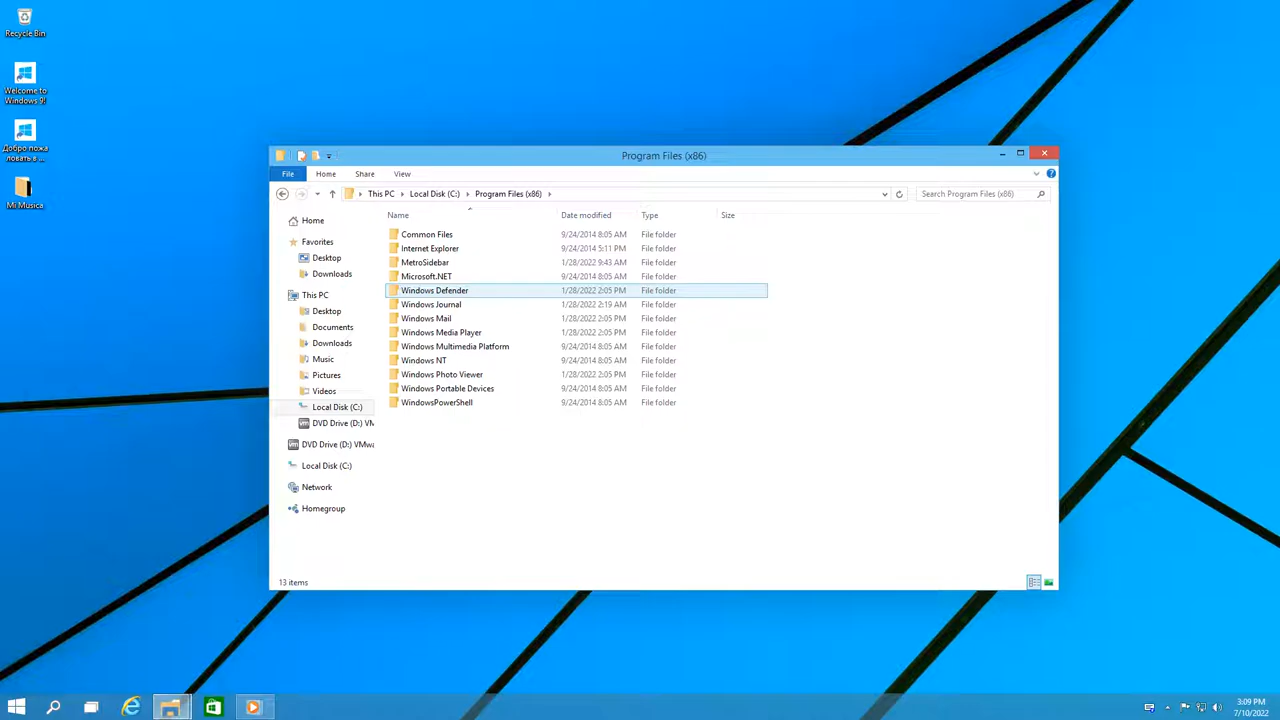 Recycle Bin
Welcome to
Windows 9!
Добро пожа
ловать в ...
Mi Musica
Program Files (x86)
File Home Share View
This PC Local Disk (C:) Program Files (x86)
Search Program Files (x86)
Home
Favorites
Desktop
Downloads
This PC
Desktop
Documents
Downloads
Music
Pictures
Videos
Local Disk (C:)
DVD Drive (D:) VM
DVD Drive (D:) VMwa
Local Disk (C:)
Network
Homegroup
Name Date modified Type Size
Common Files 9/24/2014 8:05 AM File folder
Internet Explorer 9/24/2014 5:11 PM File folder
MetroSidebar 1/28/2022 9:43 AM File folder
Microsoft.NET 9/24/2014 8:05 AM File folder
Windows Defender 1/28/2022 2:05 PM File folder
Windows Journal 1/28/2022 2:19 AM File folder
Windows Mail 1/28/2022 2:05 PM File folder
Windows Media Player 1/28/2022 2:05 PM File folder
Windows Multimedia Platform 9/24/2014 8:05 AM File folder
Windows NT 9/24/2014 8:05 AM File folder
Windows Photo Viewer 1/28/2022 2:05 PM File folder
Windows Portable Devices 9/24/2014 8:05 AM File folder
WindowsPowerShell 9/24/2014 8:05 AM File folder
13 items
3:09 PM
7/10/2022